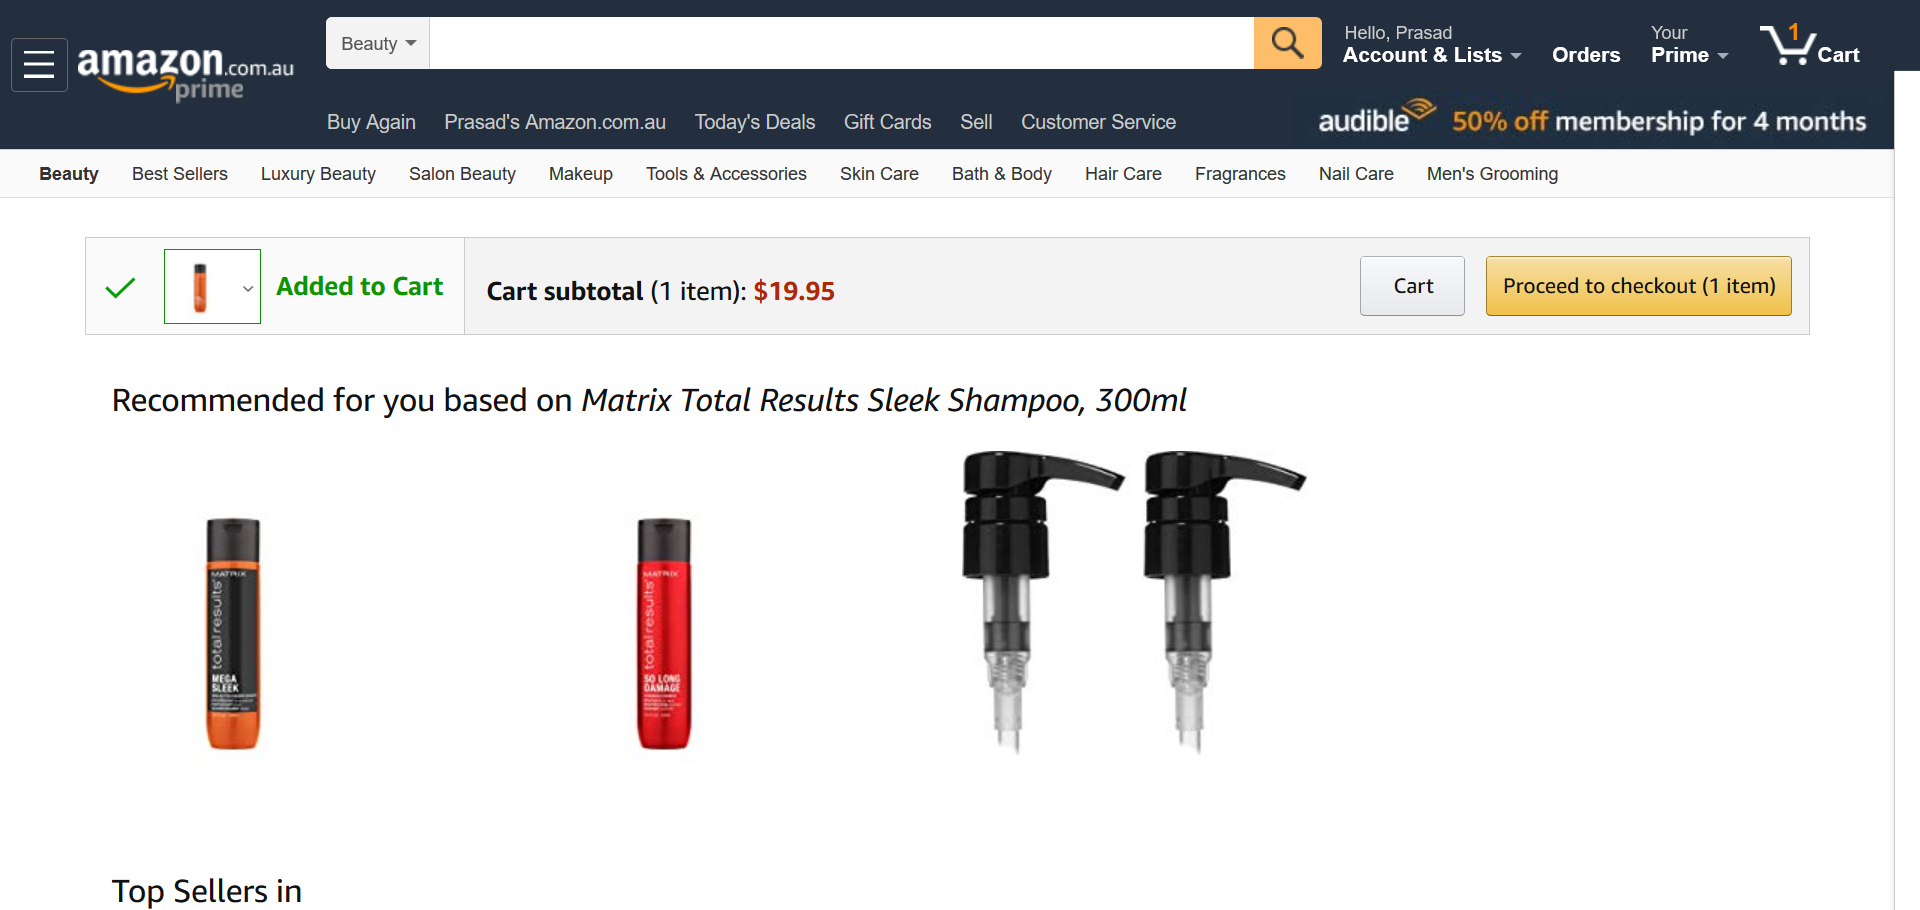 Beauty
Hello, Prasad
Account & Lists
Orders
Your
Prime
1
Cart
amazon.com.au
prime
Buy Again
Prasad's Amazon.com.au
Today's Deals
Gift Cards
Sell
Customer Service
audible
50% off membership for 4 months
Beauty
Best Sellers
Luxury Beauty
Salon Beauty
Makeup
Tools & Accessories
Skin Care
Bath & Body
Hair Care
Fragrances
Nail Care
Men's Grooming
Added to Cart
Cart subtotal (1 item): $19.95
Cart
Proceed to checkout (1 item)
Recommended for you based on Matrix Total Results Sleek Shampoo, 300ml
MATRIX
total results
MEGA
SLEEK
MATRIX
total results
SO LONG
DAMAGE
Top Sellers in